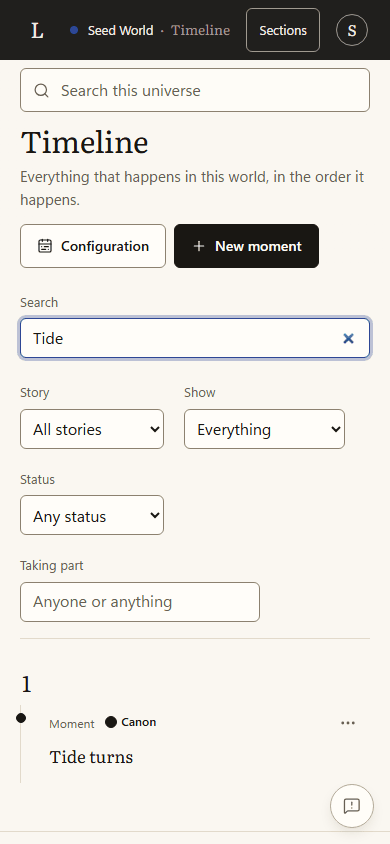 L
Seed World · Timeline
Sections
S
Search this universe
Timeline
Everything that happens in this world, in the order it
happens.
Configuration
New moment
Search
Tide
Story
Show
All stories
Everything
Status
Any status
Taking part
Anyone or anything
1
Moment
Canon
Tide turns